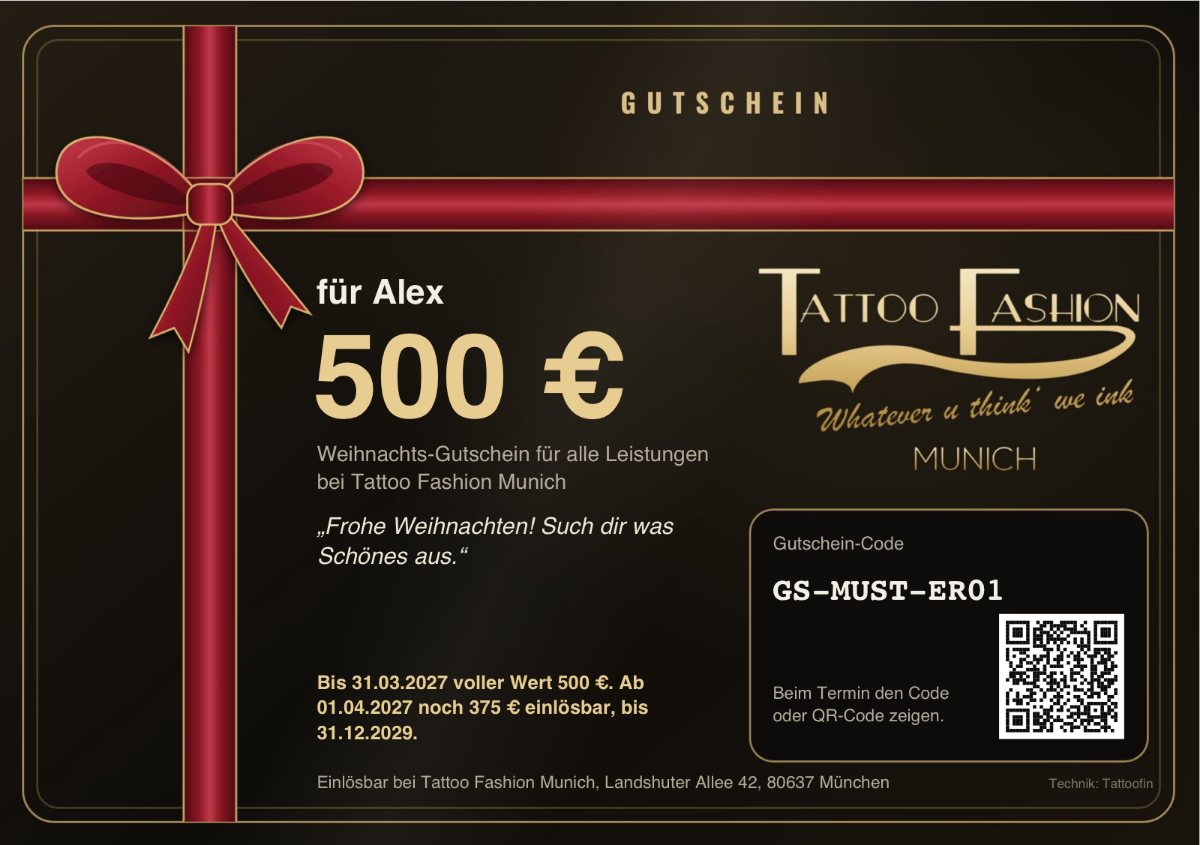 GUTSCHEIN
für Alex
500 €
Weihnachts-Gutschein für alle Leistungen
bei Tattoo Fashion Munich
„Frohe Weihnachten! Such dir was
Schönes aus.“
Bis 31.03.2027 voller Wert 500 €. Ab
01.04.2027 noch 375 € einlösbar, bis
31.12.2029.
TATTOO FASHION
Whatever u think' we ink
MUNICH
Gutschein-Code
GS-MUST-ER01
Beim Termin den Code
oder QR-Code zeigen.
Einlösbar bei Tattoo Fashion Munich, Landshuter Allee 42, 80637 München
Technik: Tattoofin